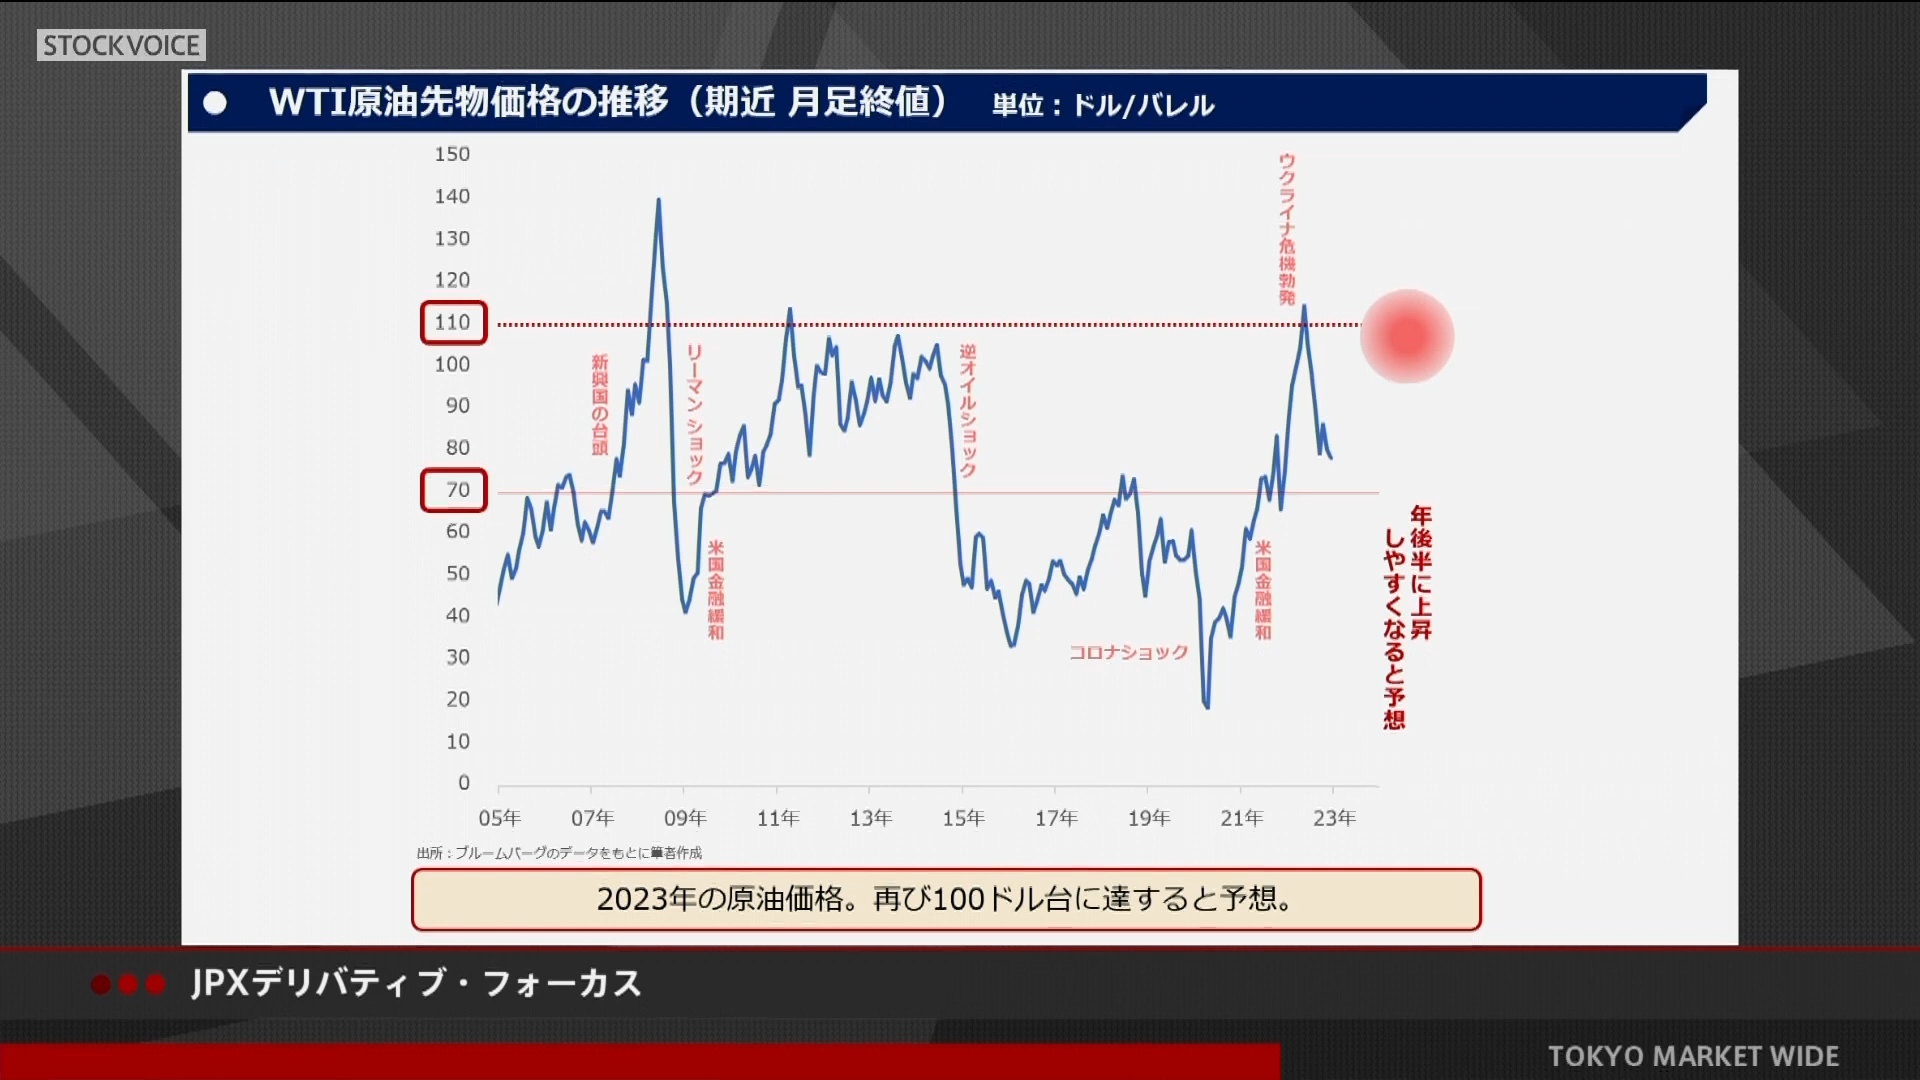 STOCKVOICE
WTI原油先物価格の推移（期近 月足終値） 単位：ドル/バレル
150
140
130
120
110
100
90
80
70
60
50
40
30
20
10
0
新興国の台頭
リーマンショック
米国金融緩和
逆オイルショック
コロナショック
米国金融緩和
ウクライナ危機勃発
年後半に上昇
しやすくなると予想
05年 07年 09年 11年 13年 15年 17年 19年 21年 23年
出所：ブルームバーグのデータをもとに筆者作成
2023年の原油価格。再び100ドル台に達すると予想。
JPXデリバティブ・フォーカス
TOKYO MARKET WIDE